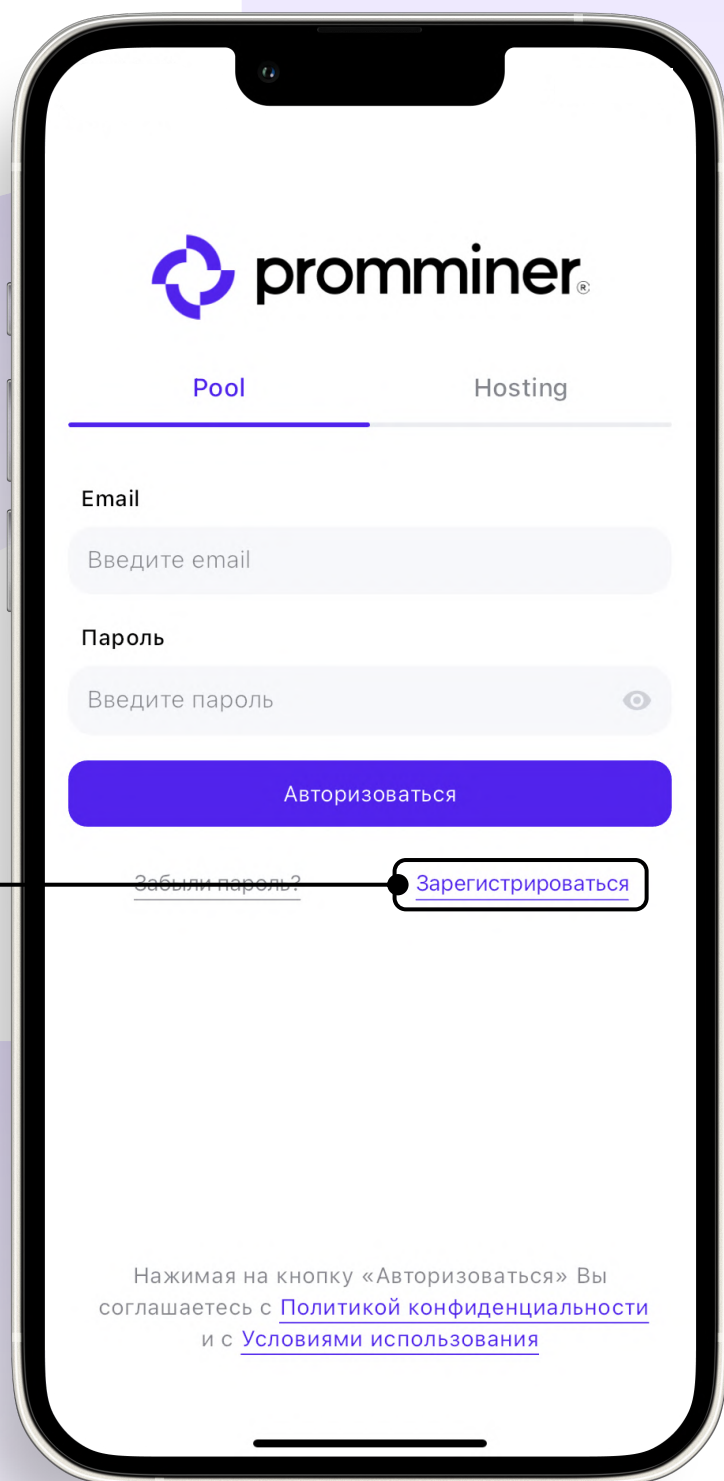 promminer®
Pool Hosting
Email
Введите email
Пароль
Введите пароль
Авторизоваться
Забыли пароль? Зарегистрироваться
Нажимая на кнопку «Авторизоваться» Вы
соглашаетесь с Политикой конфиденциальности
и с Условиями использования